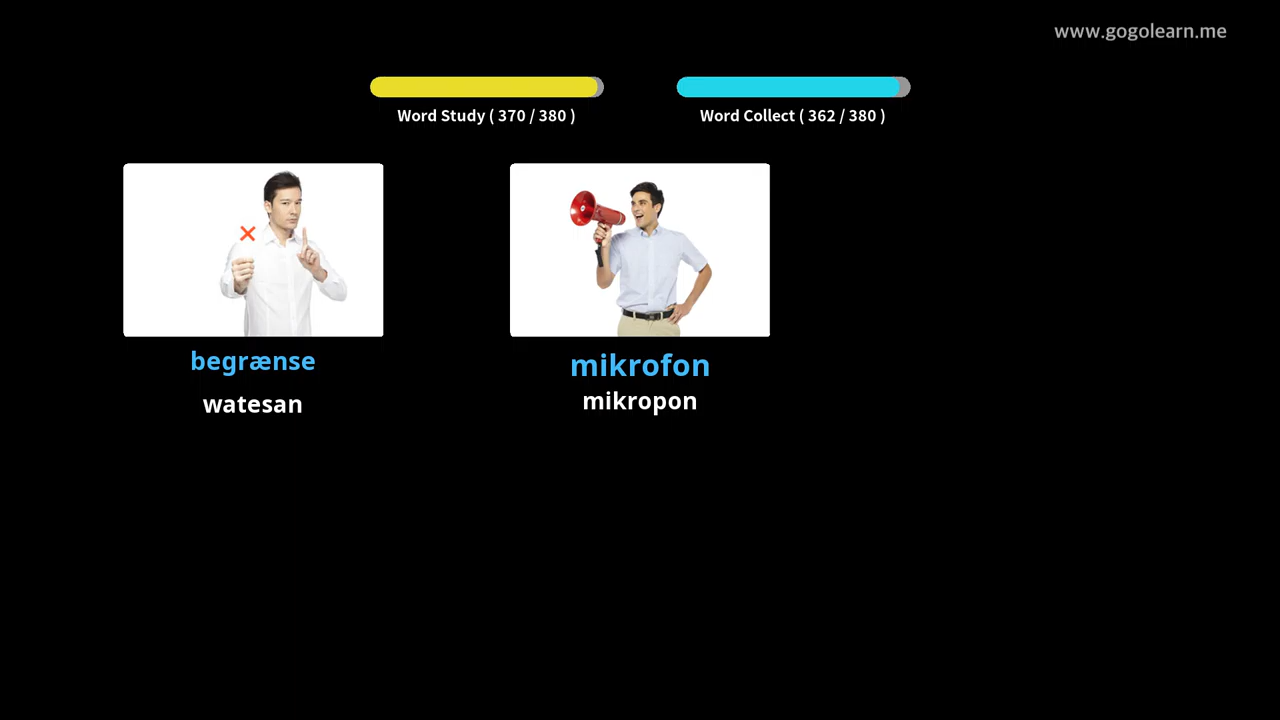 www.gogolearn.me
Word Study ( 370 / 380 )
Word Collect ( 362 / 380 )
begrænse
watesan
mikrofon
mikropon